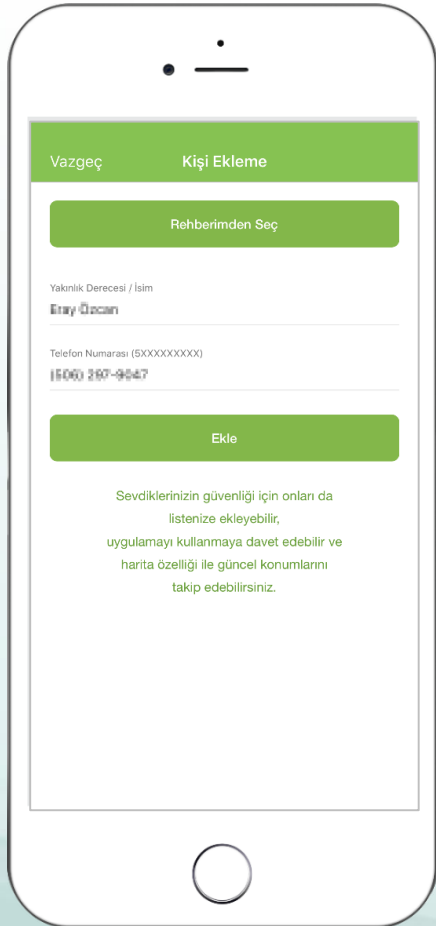 Vazgeç
Kişi Ekleme
Rehberimden Seç
Yakınlık Derecesi / İsim
Telefon Numarası (5XXXXXXXXX)
Ekle
Sevdiklerinizin güvenliği için onları da
listenize ekleyebilir,
uygulamayı kullanmaya davet edebilir ve
harita özelliği ile güncel konumlarını
takip edebilirsiniz.